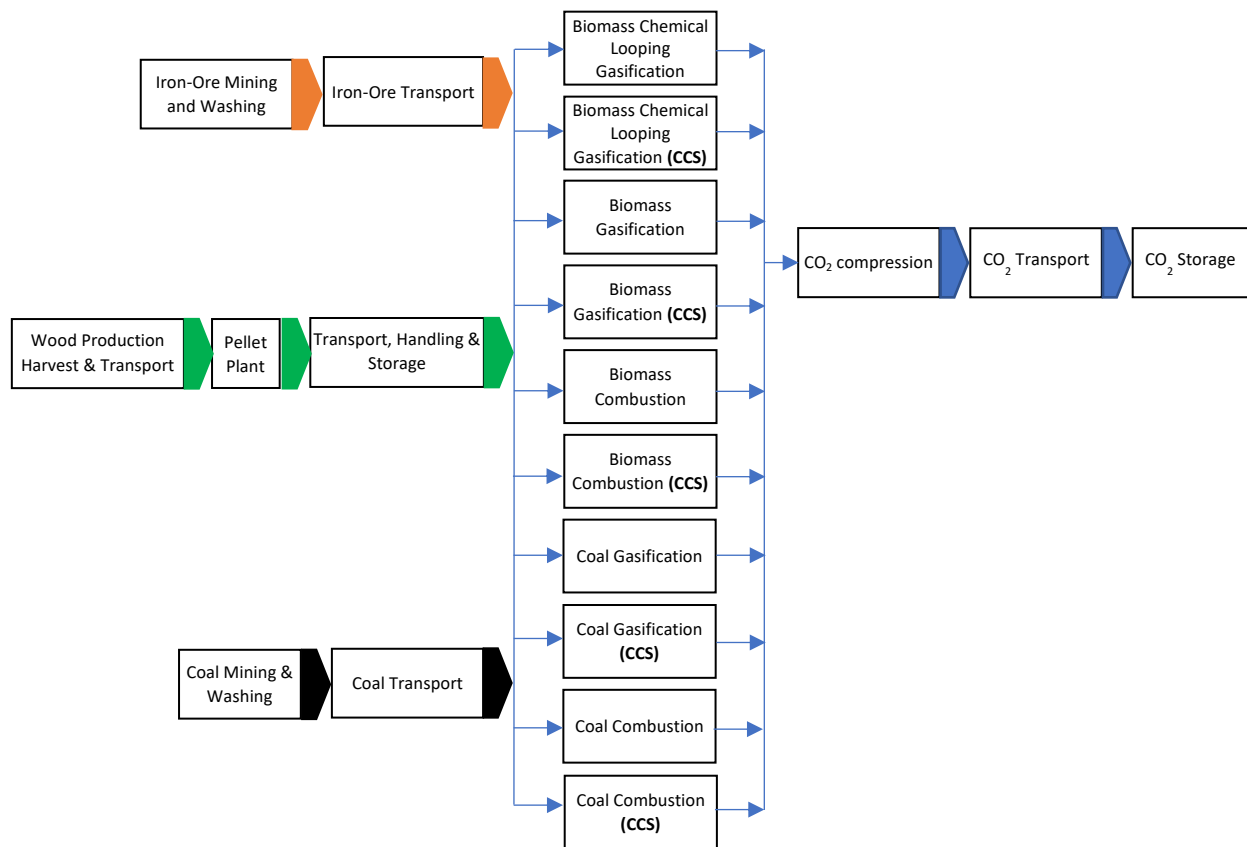 Iron-Ore Mining
and Washing
Iron-Ore Transport
Wood Production
Harvest & Transport
Pellet
Plant
Transport, Handling &
Storage
Coal Mining &
Washing
Coal Transport
Biomass Chemical
Looping
Gasification
Biomass Chemical
Looping
Gasification (CCS)
Biomass
Gasification
Biomass
Gasification (CCS)
Biomass
Combustion
Biomass
Combustion (CCS)
Coal Gasification
Coal Gasification
(CCS)
Coal Combustion
Coal Combustion
(CCS)
CO₂ compression
CO₂ Transport
CO₂ Storage